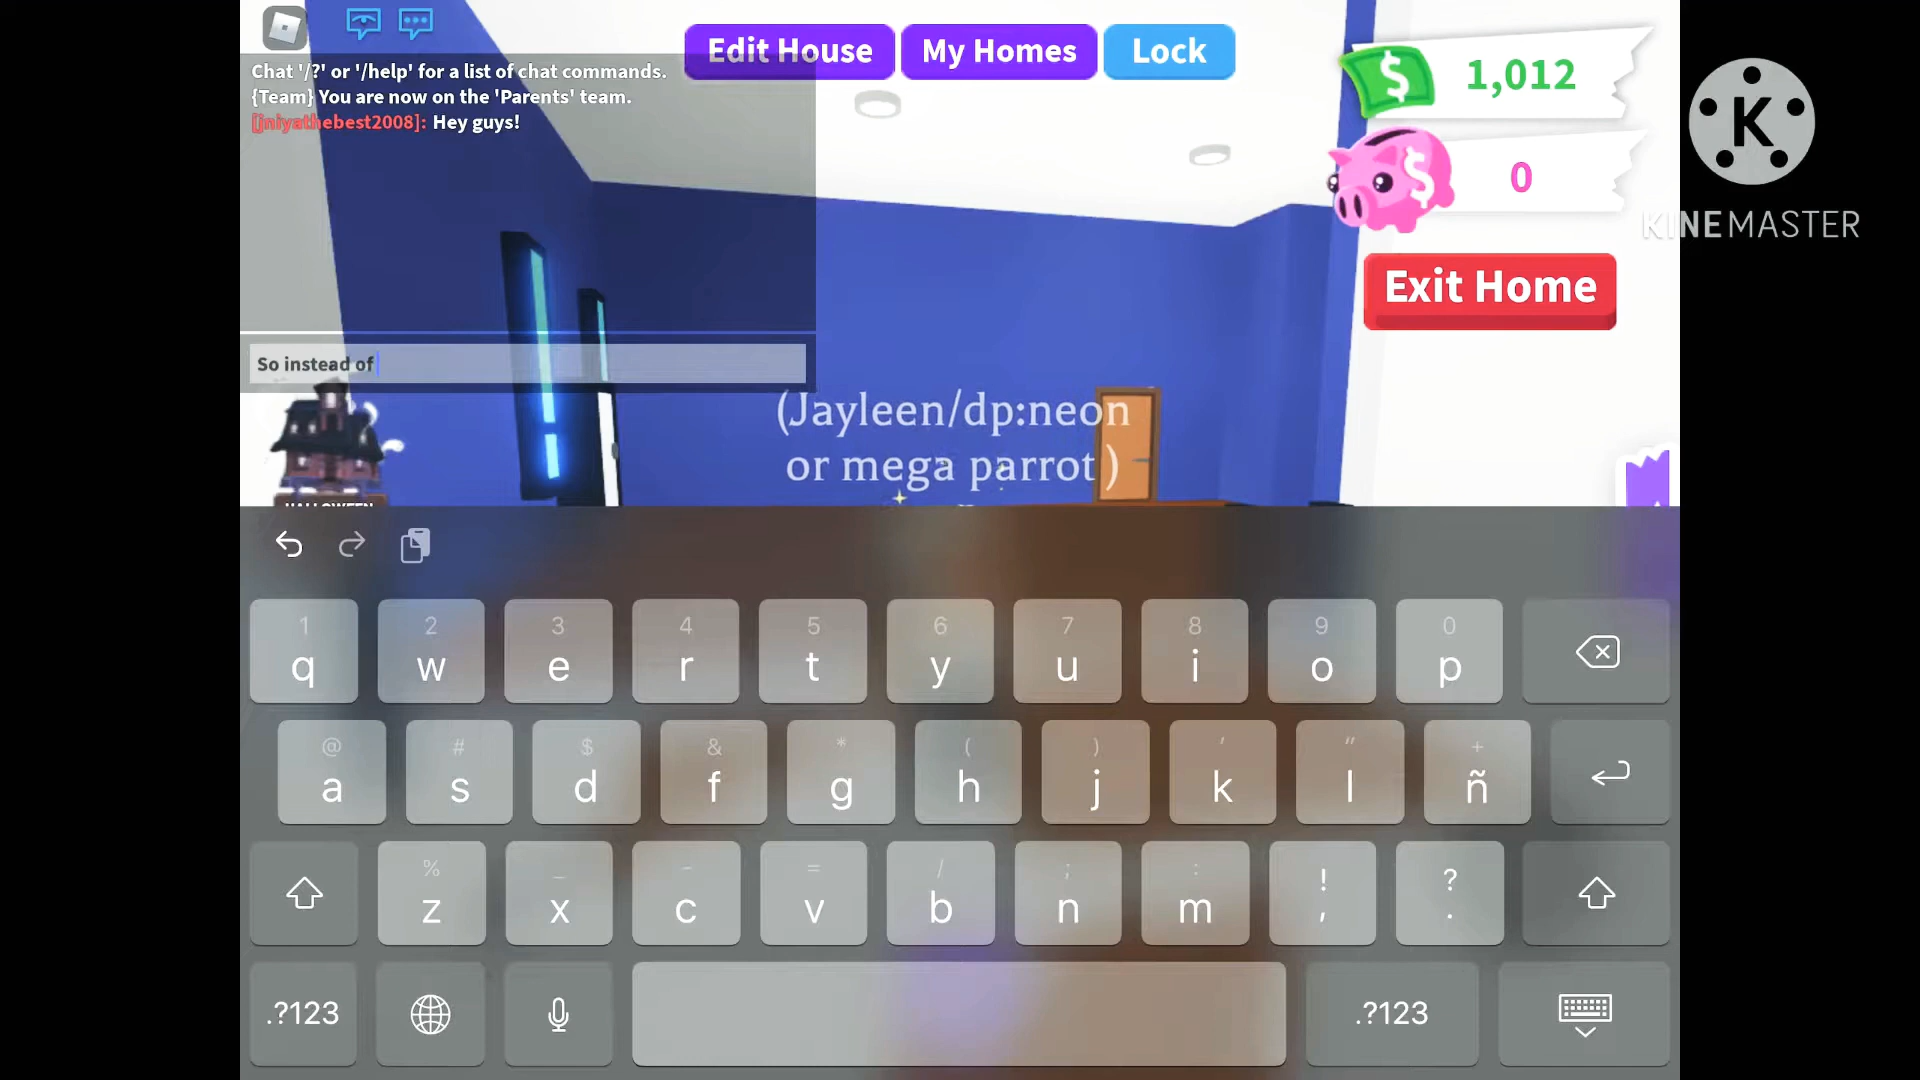 Edit House
My Homes
Lock
1,012
0
Exit Home
KINEMASTER
K
Chat '/?' or '/help' for a list of chat commands.
{Team} You are now on the 'Parents' team.
[jniyathebest2008]: Hey guys!
So instead of
(Jayleen/dp:neon
or mega parrot)
1 2 3 4 5 6 7 8 9 0
q w e r t y u i o p
@ # $ & * ( ) ' " +
a s d f g h j k l ñ
% _ - = / ; : ! ?
z x c v b n m , .
.?123
.?123